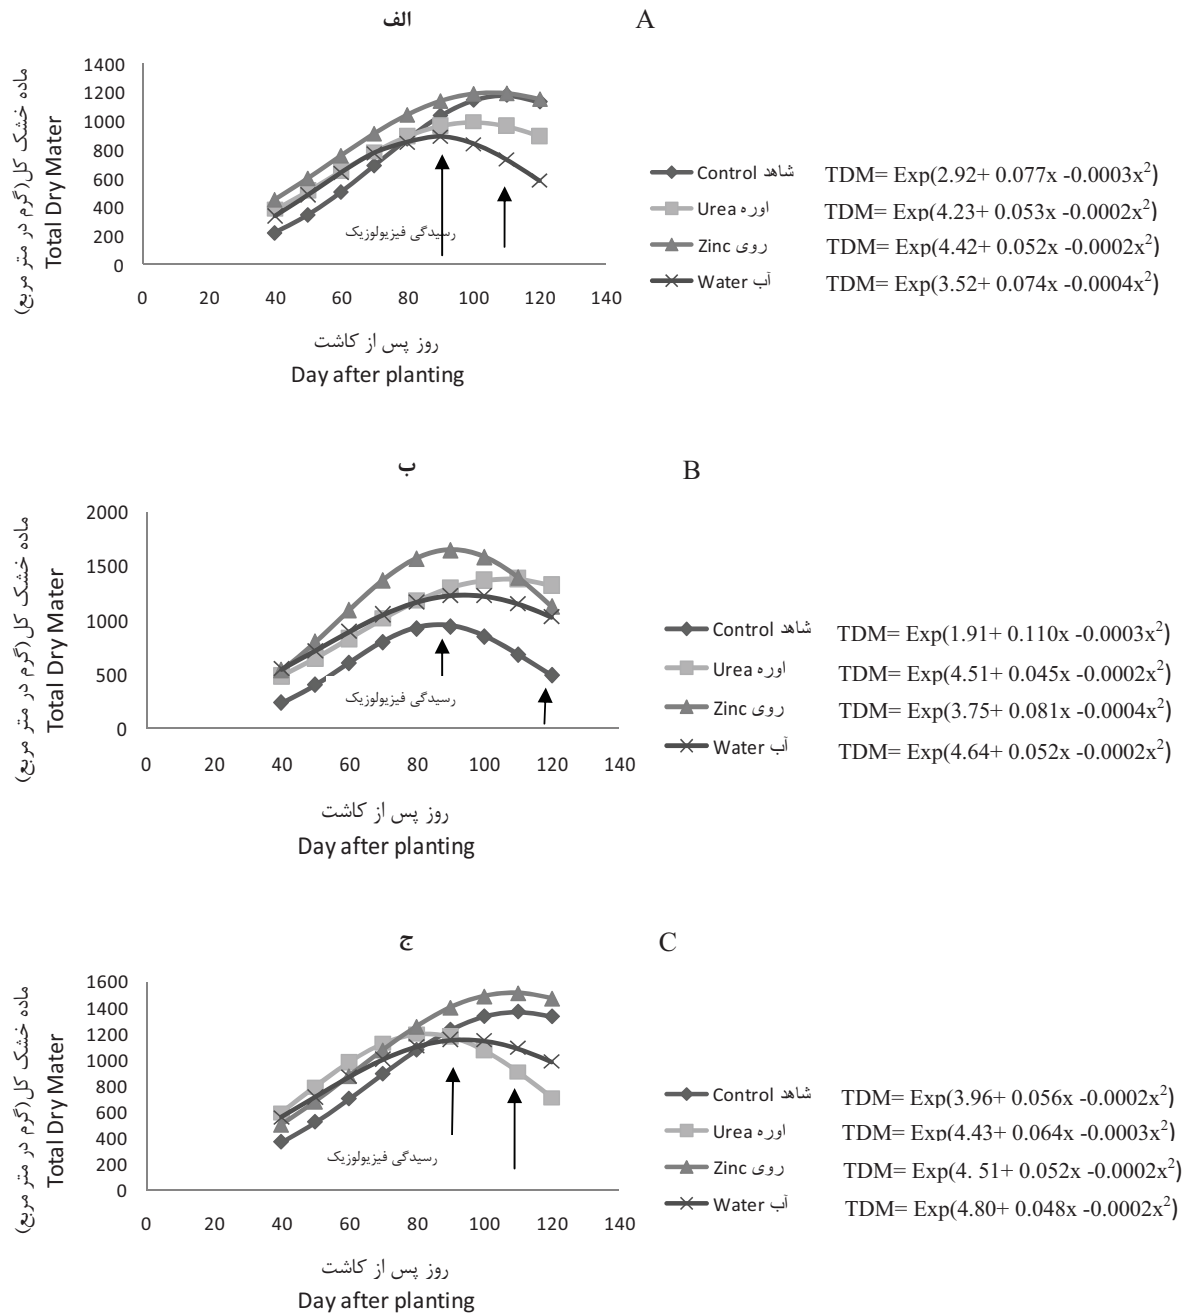 الف A
ماده خشک کل(گرم در متر مربع)
Total Dry Mater
1400
1200
1000
800
600
400
200
0
0 20 40 60 80 100 120 140
رسیدگی فیزیولوزیک
روز پس از کاشت
Day after planting
Control شاهد TDM= Exp(2.92+ 0.077x -0.0003x²)
Urea اوره TDM= Exp(4.23+ 0.053x -0.0002x²)
Zinc روی TDM= Exp(4.42+ 0.052x -0.0002x²)
Water آب TDM= Exp(3.52+ 0.074x -0.0004x²)
ب B
ماده خشک کل(گرم در متر مربع)
Total Dry Mater
2000
1500
1000
500
0
0 20 40 60 80 100 120 140
رسیدگی فیزیولوزیک
روز پس از کاشت
Day after planting
Control شاهد TDM= Exp(1.91+ 0.110x -0.0003x²)
Urea اوره TDM= Exp(4.51+ 0.045x -0.0002x²)
Zinc روی TDM= Exp(3.75+ 0.081x -0.0004x²)
Water آب TDM= Exp(4.64+ 0.052x -0.0002x²)
ج C
ماده خشک کل(گرم در متر مربع)
Total Dry Mater
1600
1400
1200
1000
800
600
400
200
0
0 20 40 60 80 100 120 140
رسیدگی فیزیولوزیک
روز پس از کاشت
Day after planting
Control شاهد TDM= Exp(3.96+ 0.056x -0.0002x²)
Urea اوره TDM= Exp(4.43+ 0.064x -0.0003x²)
Zinc روی TDM= Exp(4. 51+ 0.052x -0.0002x²)
Water آب TDM= Exp(4.80+ 0.048x -0.0002x²)